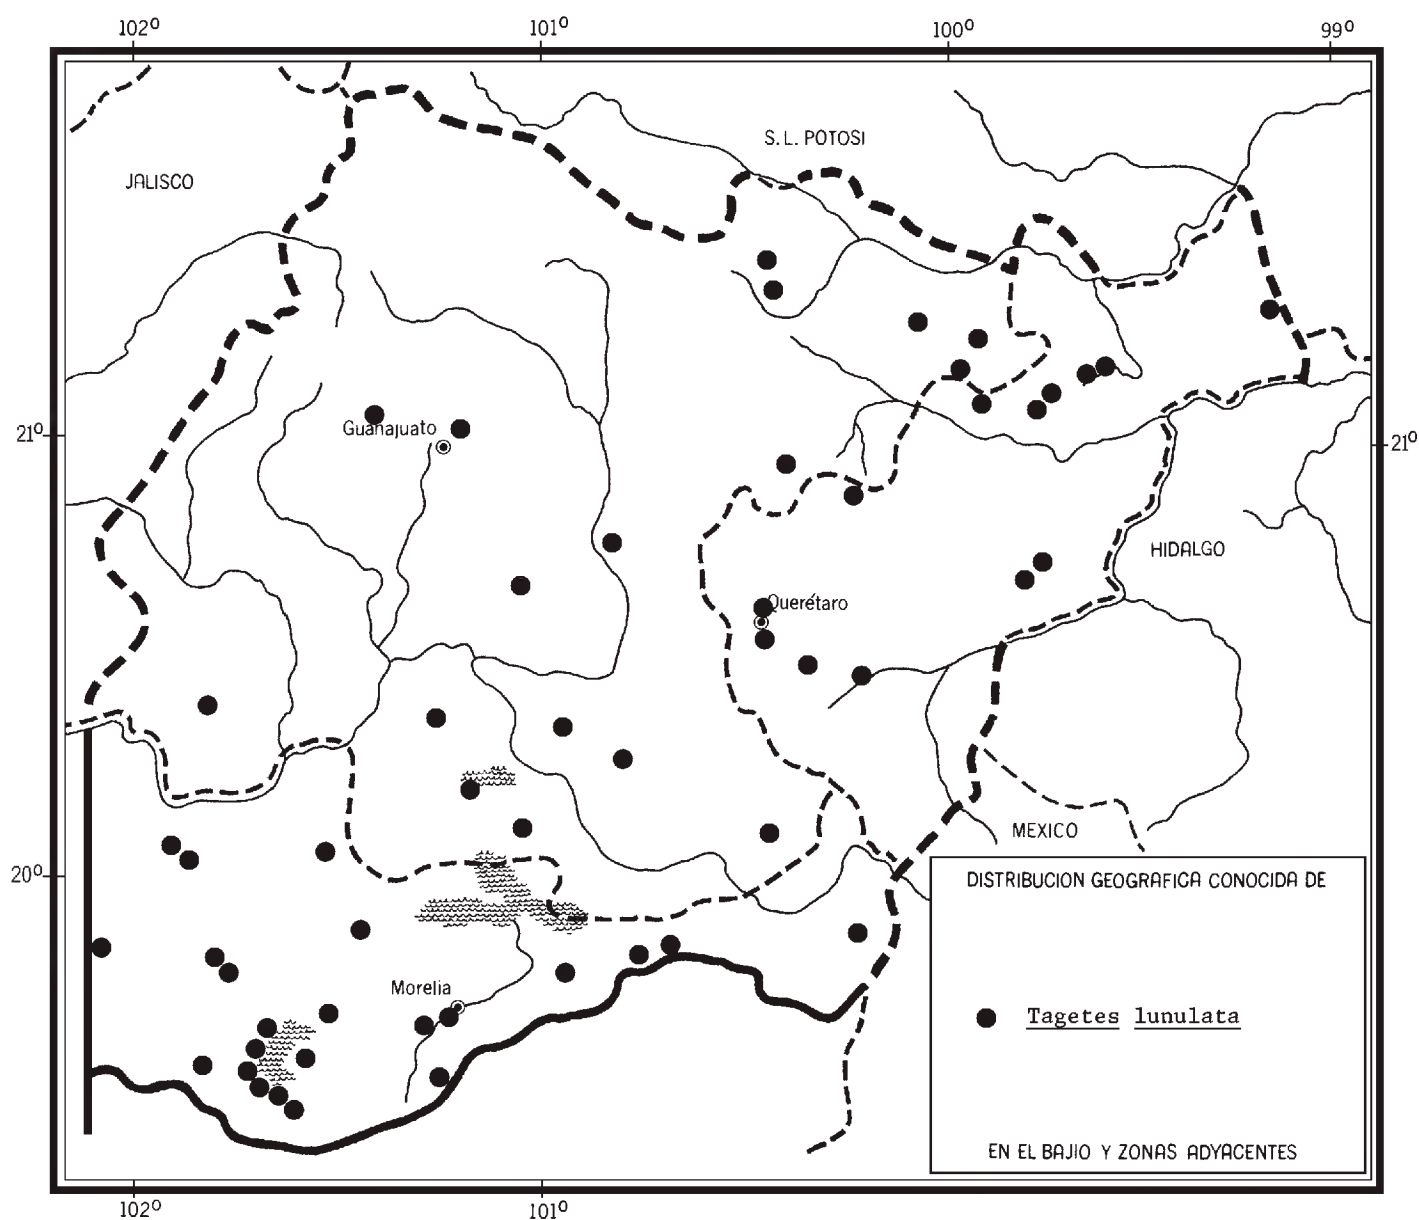 102º 101º 100º 99º
S.L. POTOSI
JALISCO
Guanajuato
21º 21º
HIDALGO
Querétaro
MEXICO
20º
DISTRIBUCION GEOGRAFICA CONOCIDA DE
Morelia
Tagetes lunulata
EN EL BAJIO Y ZONAS ADYACENTES
102º 101º